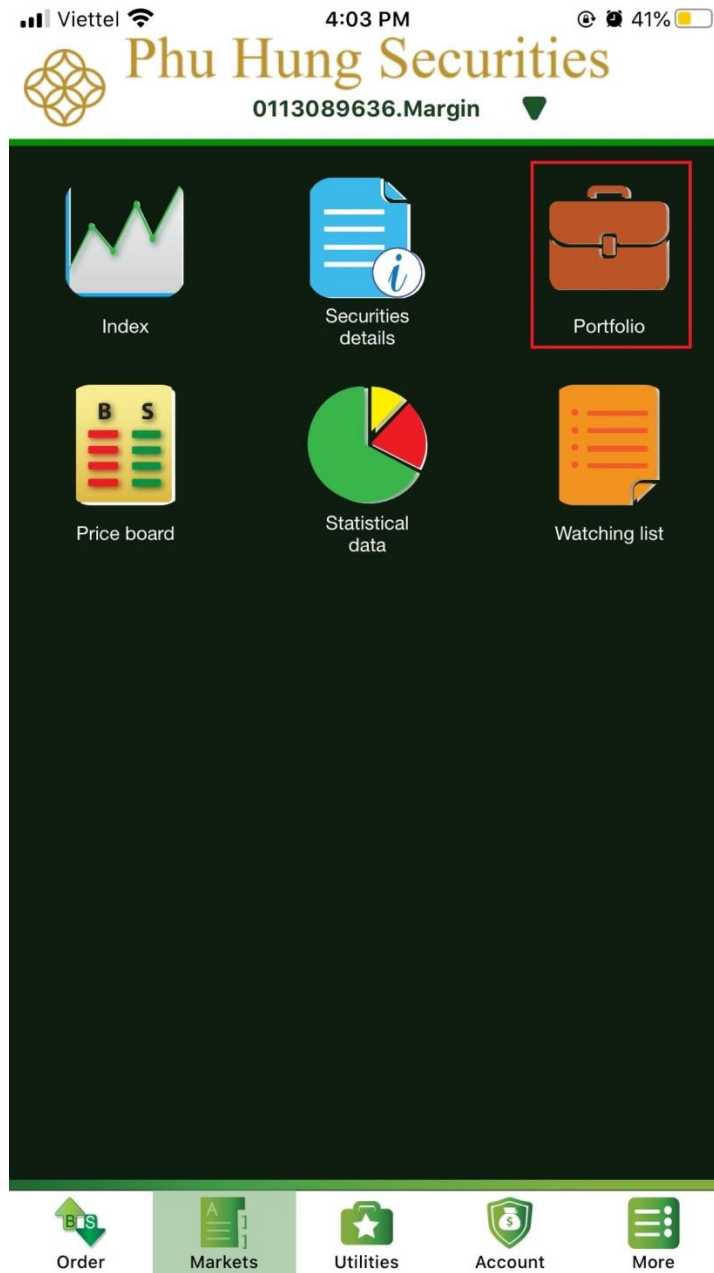 Viettel 4:03 PM 41%
Phu Hung Securities
0113089636.Margin
Index
Securities
details
Portfolio
B S
Price board
Statistical
data
Watching list
B S
Order
A
Markets
Utilities
$
Account
More